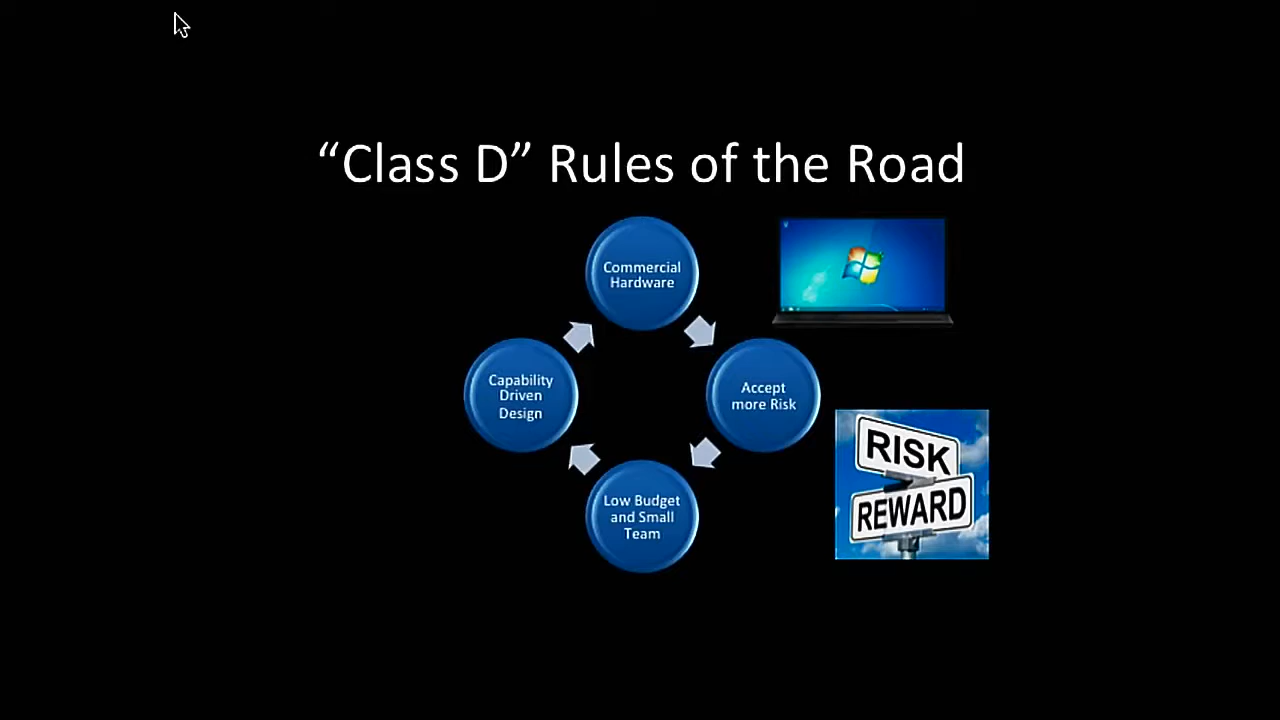 “Class D” Rules of the Road
Commercial
Hardware
Accept
more Risk
Low Budget
and Small
Team
Capability
Driven
Design
RISK
REWARD